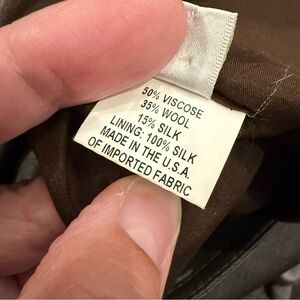 50% VISCOSE
35% WOOL
15% SILK
LINING: 100% SILK
MADE IN THE U.S.A.
OF IMPORTED FABRIC